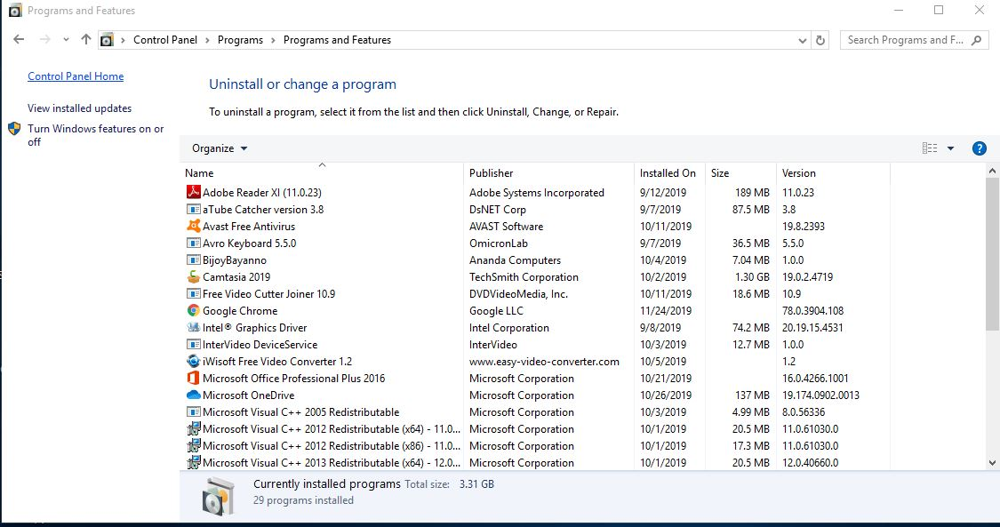 Programs and Features
Control Panel > Programs > Programs and Features
Search Programs and F...
Control Panel Home
View installed updates
Turn Windows features on or
off
Uninstall or change a program
To uninstall a program, select it from the list and then click Uninstall, Change, or Repair.
Organize
Name Publisher Installed On Size Version
Adobe Reader XI (11.0.23) Adobe Systems Incorporated 9/12/2019 189 MB 11.0.23
aTube Catcher version 3.8 DsNET Corp 9/7/2019 87.5 MB 3.8
Avast Free Antivirus AVAST Software 10/11/2019 19.8.2393
Avro Keyboard 5.5.0 OmicronLab 9/7/2019 36.5 MB 5.5.0
BijoyBayanno Ananda Computers 10/4/2019 7.04 MB 1.0.0
Camtasia 2019 TechSmith Corporation 10/2/2019 1.30 GB 19.0.2.4719
Free Video Cutter Joiner 10.9 DVDVideoMedia, Inc. 10/11/2019 18.6 MB 10.9
Google Chrome Google LLC 11/24/2019 78.0.3904.108
Intel® Graphics Driver Intel Corporation 9/8/2019 74.2 MB 20.19.15.4531
InterVideo DeviceService InterVideo 10/3/2019 12.7 MB 1.0.0
iWisoft Free Video Converter 1.2 www.easy-video-converter.com 10/5/2019 1.2
Microsoft Office Professional Plus 2016 Microsoft Corporation 10/21/2019 16.0.4266.1001
Microsoft OneDrive Microsoft Corporation 10/26/2019 137 MB 19.174.0902.0013
Microsoft Visual C++ 2005 Redistributable Microsoft Corporation 10/3/2019 4.99 MB 8.0.56336
Microsoft Visual C++ 2012 Redistributable (x64) - 11.0... Microsoft Corporation 10/1/2019 20.5 MB 11.0.61030.0
Microsoft Visual C++ 2012 Redistributable (x86) - 11.0... Microsoft Corporation 10/1/2019 17.3 MB 11.0.61030.0
Microsoft Visual C++ 2013 Redistributable (x64) - 12.0... Microsoft Corporation 10/1/2019 20.5 MB 12.0.40660.0
Currently installed programs Total size: 3.31 GB
29 programs installed